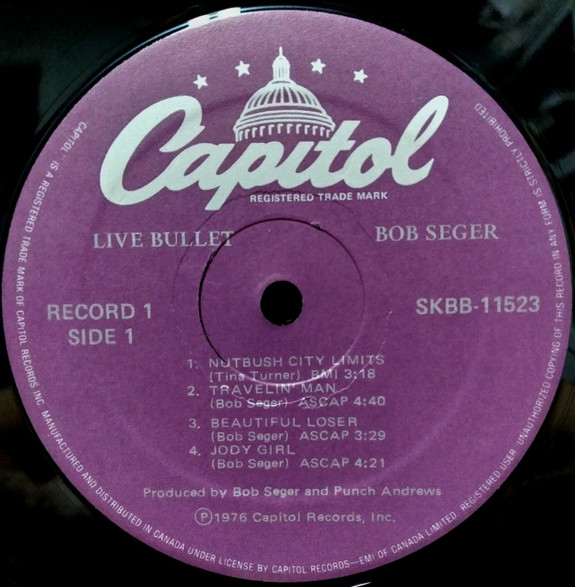 Capitol
REGISTERED TRADE MARK
LIVE BULLET
BOB SEGER
RECORD 1
SIDE 1
SKBB-11523
1. NUTBUSH CITY LIMITS
(Tina Turner) BMI 3:18
2. TRAVELIN' MAN
(Bob Seger) ASCAP 4:40
3. BEAUTIFUL LOSER
(Bob Seger) ASCAP 3:29
4. JODY GIRL
(Bob Seger) ASCAP 4:21
Produced by Bob Seger and Punch Andrews
Ⓟ1976 Capitol Records, Inc.
CAPITOL · IS A REGISTERED TRADE MARK OF CAPITOL RECORDS INC. MANUFACTURED AND DISTRIBUTED IN CANADA UNDER LICENSE BY CAPITOL RECORDS—EMI OF CANADA LIMITED. REGISTERED USER. UNAUTHORIZED COPYING OF THIS RECORD IN ANY FORM IS STRICTLY PROHIBITED